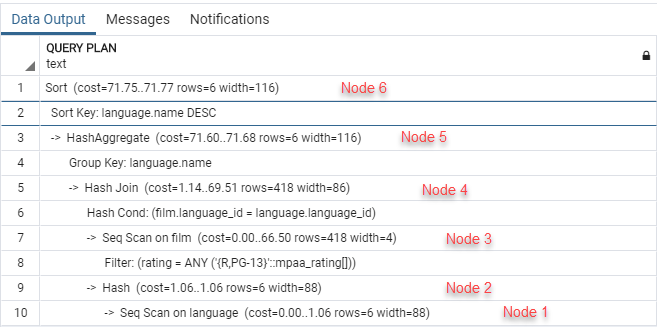 Data Output Messages Notifications
QUERY PLAN
text
1 Sort (cost=71.75..71.77 rows=6 width=116) Node 6
2 Sort Key: language.name DESC
3 -> HashAggregate (cost=71.60..71.68 rows=6 width=116) Node 5
4 Group Key: language.name
5 -> Hash Join (cost=1.14..69.51 rows=418 width=86) Node 4
6 Hash Cond: (film.language_id = language.language_id)
7 -> Seq Scan on film (cost=0.00..66.50 rows=418 width=4) Node 3
8 Filter: (rating = ANY ('{R,PG-13}'::mpaa_rating[]))
9 -> Hash (cost=1.06..1.06 rows=6 width=88) Node 2
10 -> Seq Scan on language (cost=0.00..1.06 rows=6 width=88) Node 1